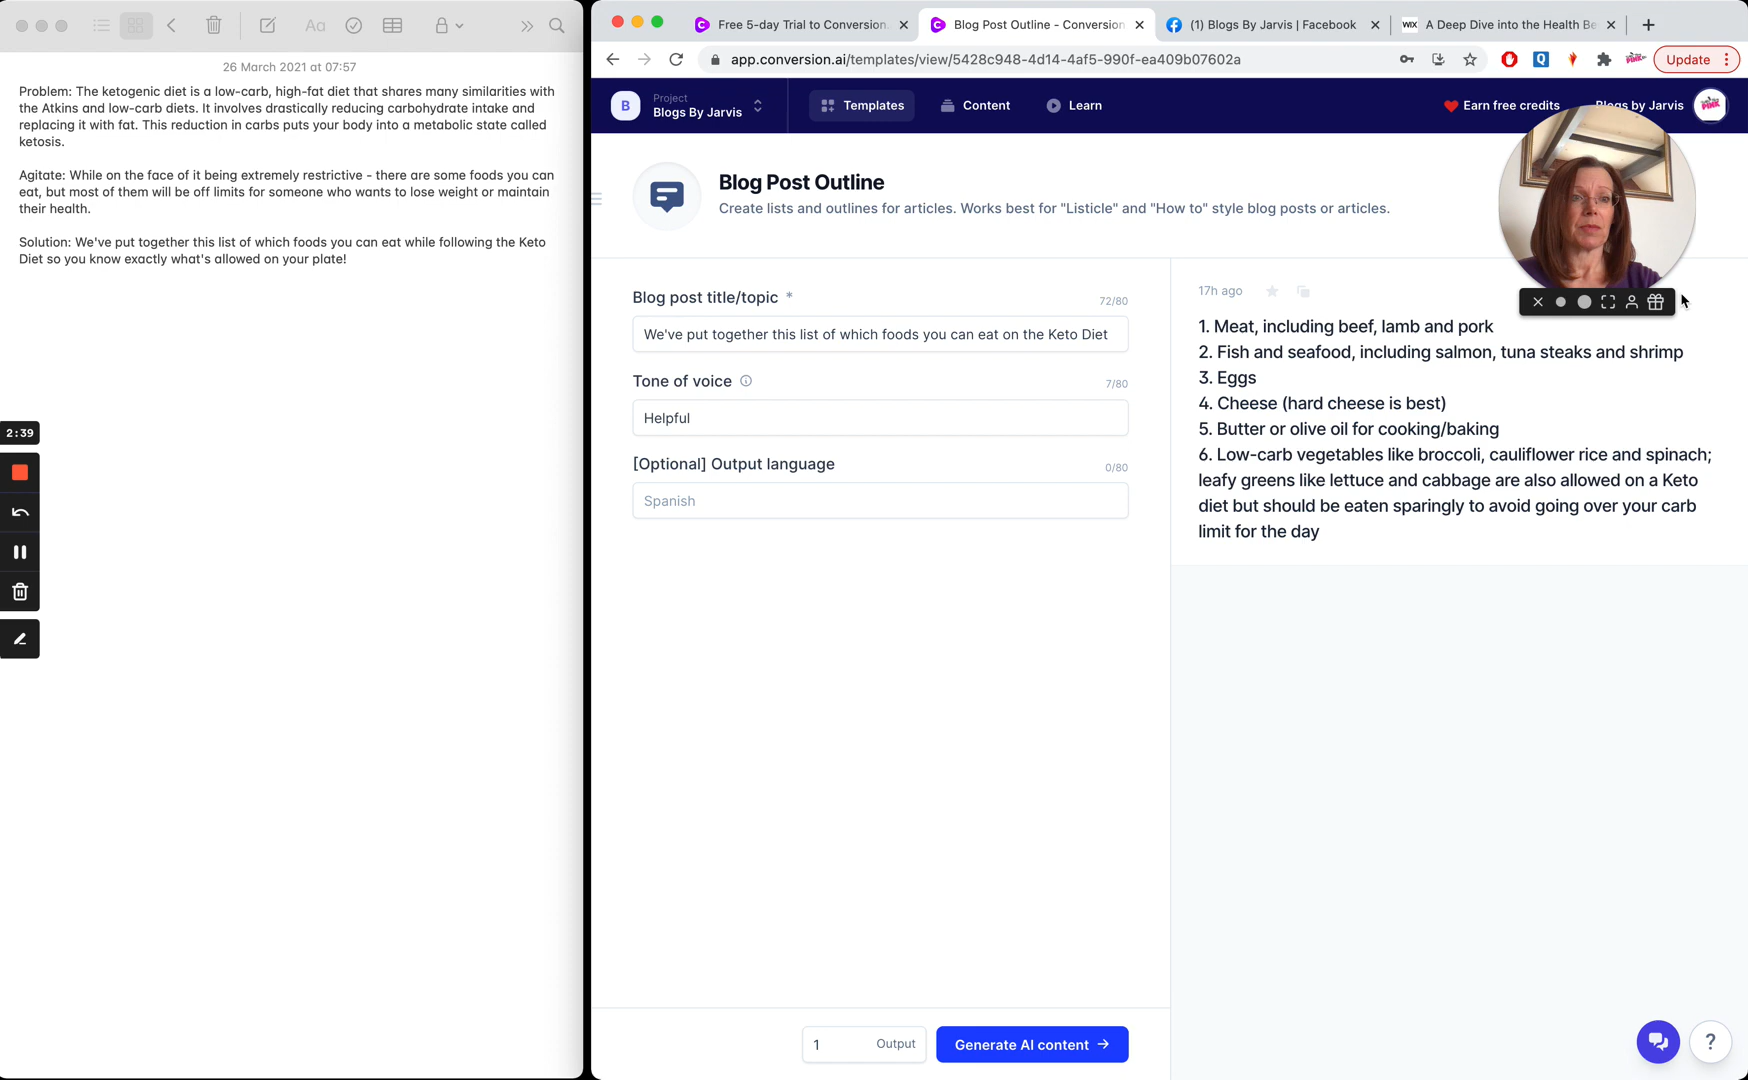 26 March 2021 at 07:57
Problem: The ketogenic diet is a low-carb, high-fat diet that shares many similarities with
the Atkins and low-carb diets. It involves drastically reducing carbohydrate intake and
replacing it with fat. This reduction in carbs puts your body into a metabolic state called
ketosis.
Agitate: While on the face of it being extremely restrictive - there are some foods you can
eat, but most of them will be off limits for someone who wants to lose weight or maintain
their health.
Solution: We've put together this list of which foods you can eat while following the Keto
Diet so you know exactly what's allowed on your plate!
2:39
Free 5-day Trial to Conversion.
Blog Post Outline - Conversion
(1) Blogs By Jarvis | Facebook
WIX A Deep Dive into the Health Be
app.conversion.ai/templates/view/5428c948-4d14-4af5-990f-ea409b07602a
Update
B
Project
Blogs By Jarvis
Templates
Content
Learn
Earn free credits
Blogs by Jarvis
Blog Post Outline
Create lists and outlines for articles. Works best for "Listicle" and "How to" style blog posts or articles.
Blog post title/topic *
72/80
We've put together this list of which foods you can eat on the Keto Diet
Tone of voice
7/80
Helpful
[Optional] Output language
0/80
Spanish
1 Output
Generate AI content →
17h ago
1. Meat, including beef, lamb and pork
2. Fish and seafood, including salmon, tuna steaks and shrimp
3. Eggs
4. Cheese (hard cheese is best)
5. Butter or olive oil for cooking/baking
6. Low-carb vegetables like broccoli, cauliflower rice and spinach;
leafy greens like lettuce and cabbage are also allowed on a Keto
diet but should be eaten sparingly to avoid going over your carb
limit for the day
?